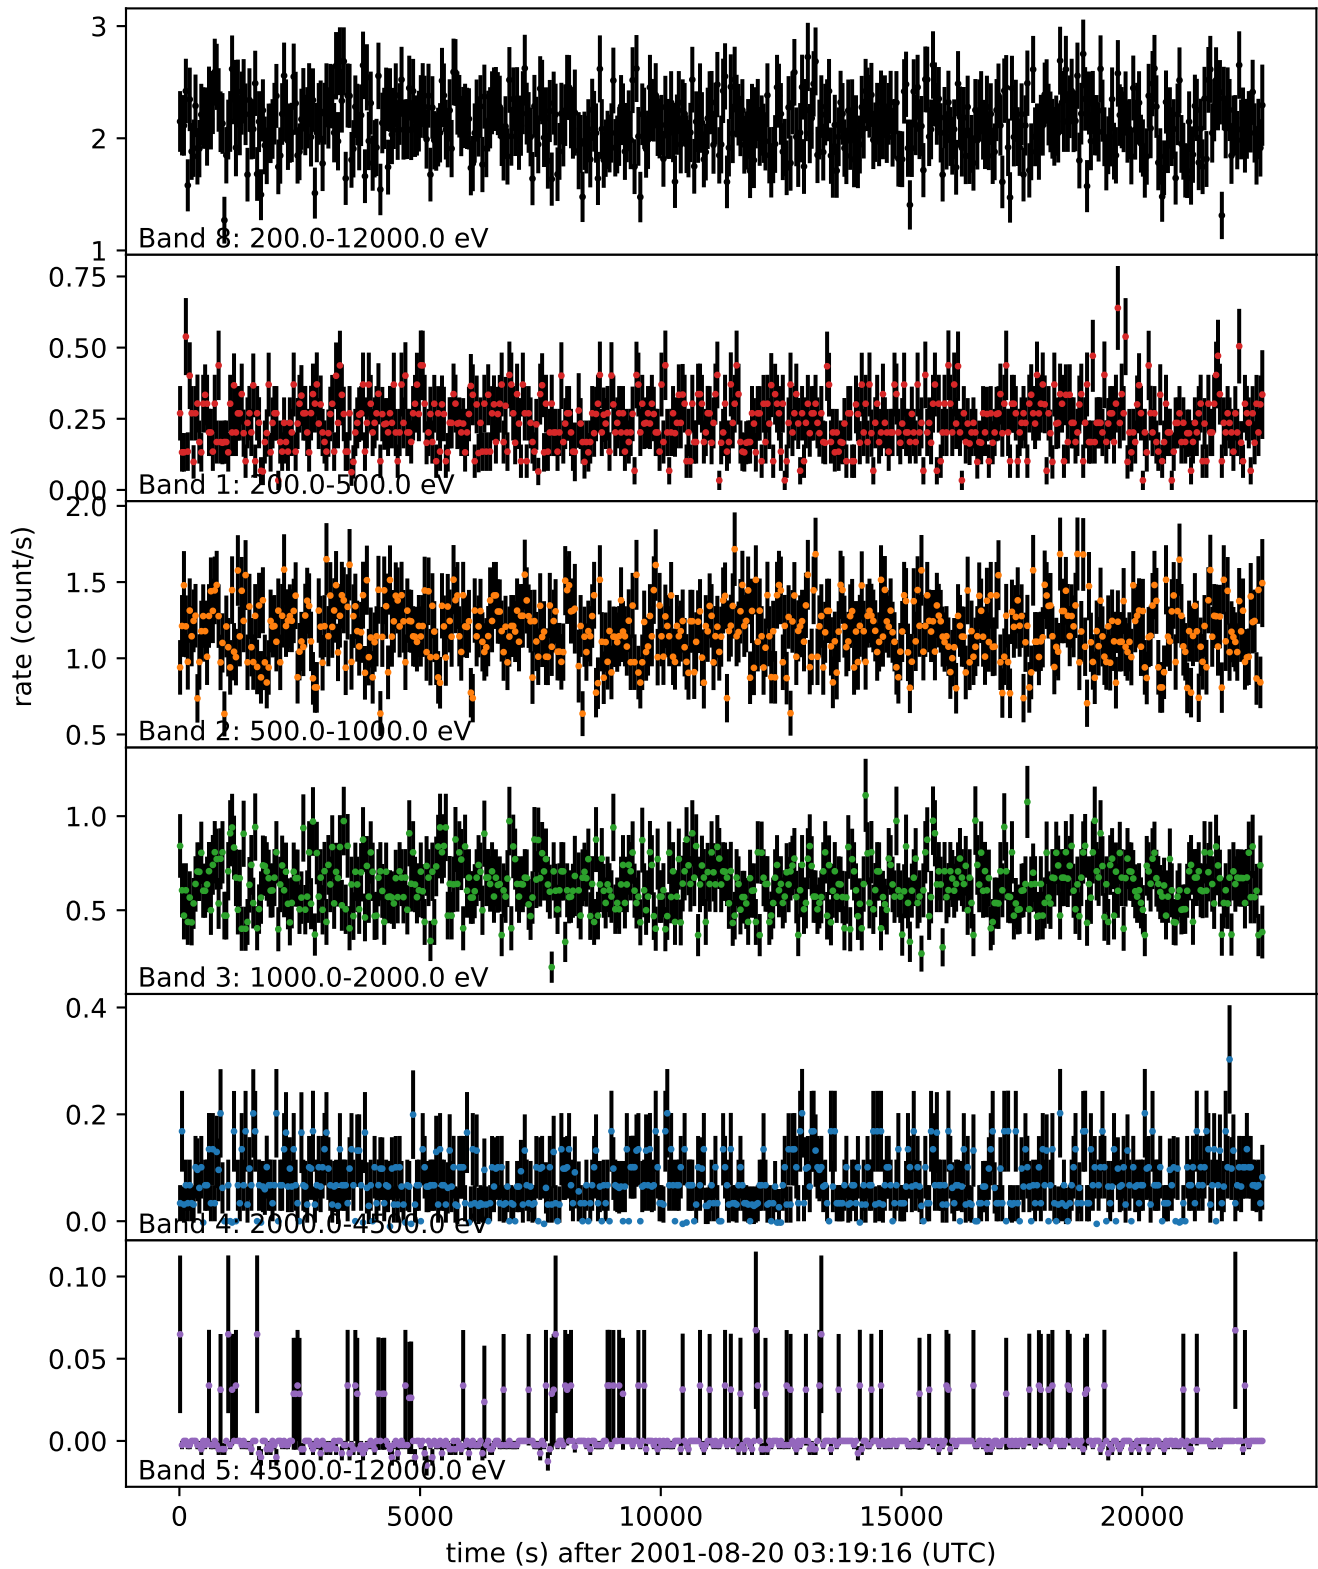 3
2
1
Band 8: 200.0-12000.0 eV
0.75
0.50
0.25
0.00
Band 1: 200.0-500.0 eV
rate (count/s)
2.0
1.5
1.0
0.5
Band 2: 500.0-1000.0 eV
1.0
0.5
Band 3: 1000.0-2000.0 eV
0.4
0.2
0.0
Band 4: 2000.0-4500.0 eV
0.10
0.05
0.00
Band 5: 4500.0-12000.0 eV
0 5000 10000 15000 20000
time (s) after 2001-08-20 03:19:16 (UTC)